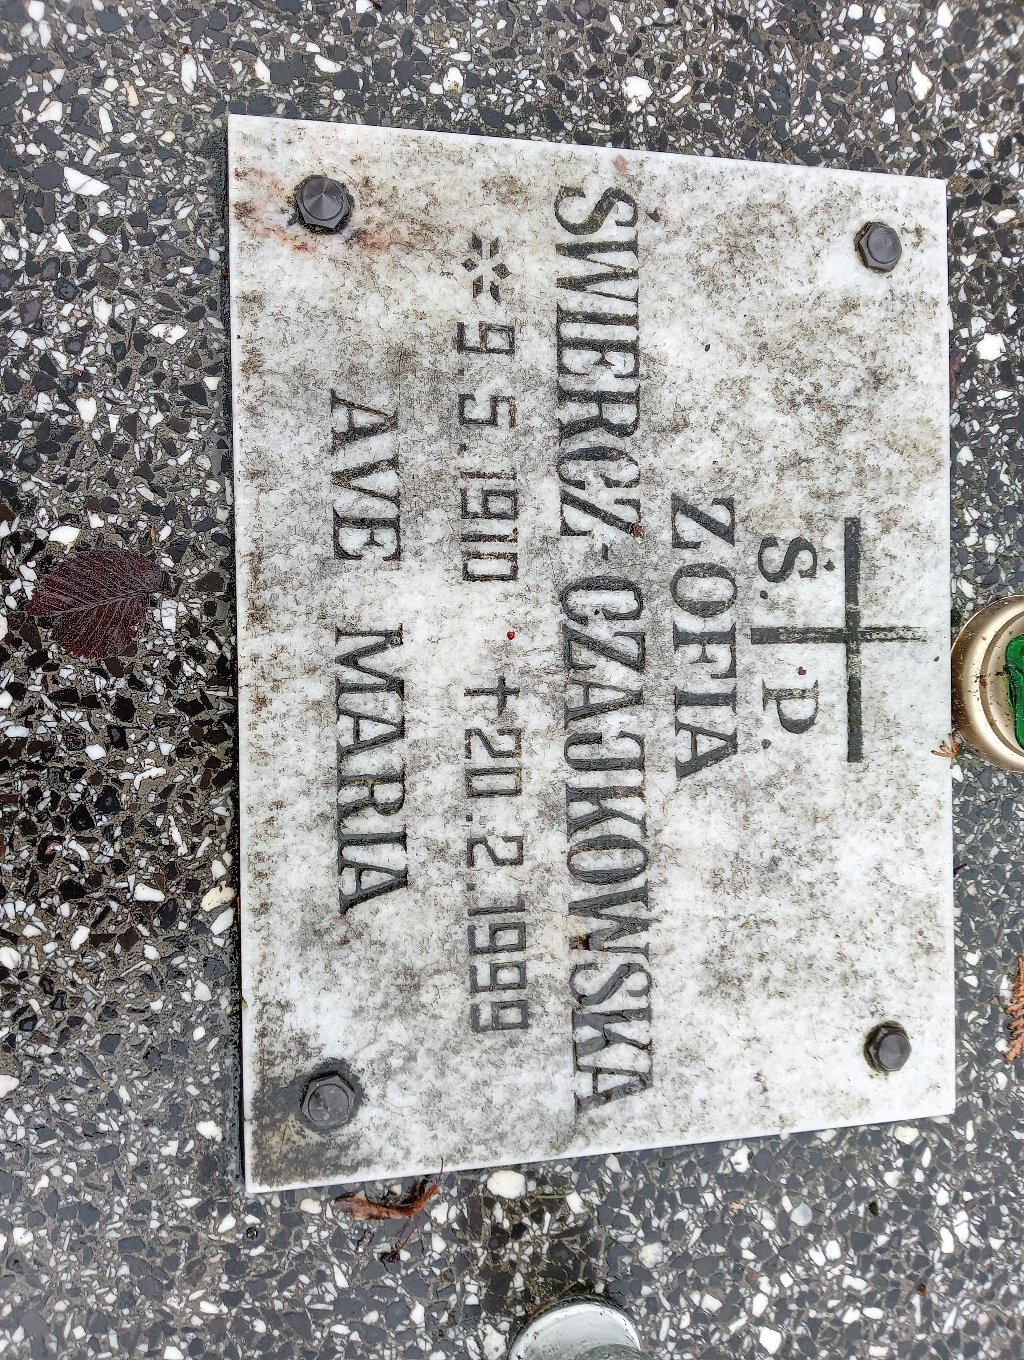 Ś. P.
ZOFIA
ŚWIERCZ-CZAJKOWSKA
* 9.5.1910 +20.2.1999
AVE MARIA